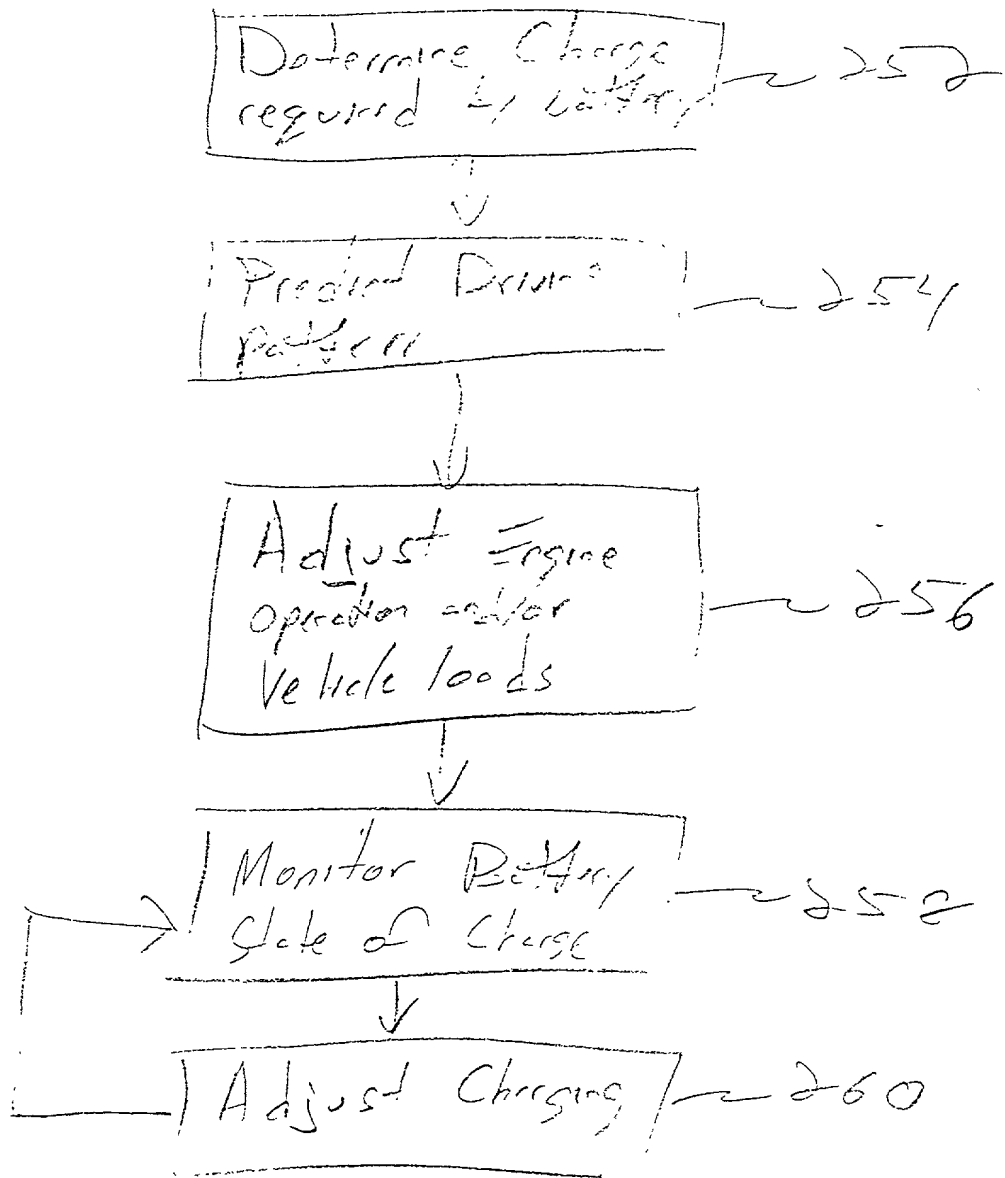 Determine Charge 252
required by battery
Predict Driving 254
pattern
Adjust Engine
operation and/or 256
Vehicle loads
Monitor Battery 258
State of Charge
Adjust Charging 260